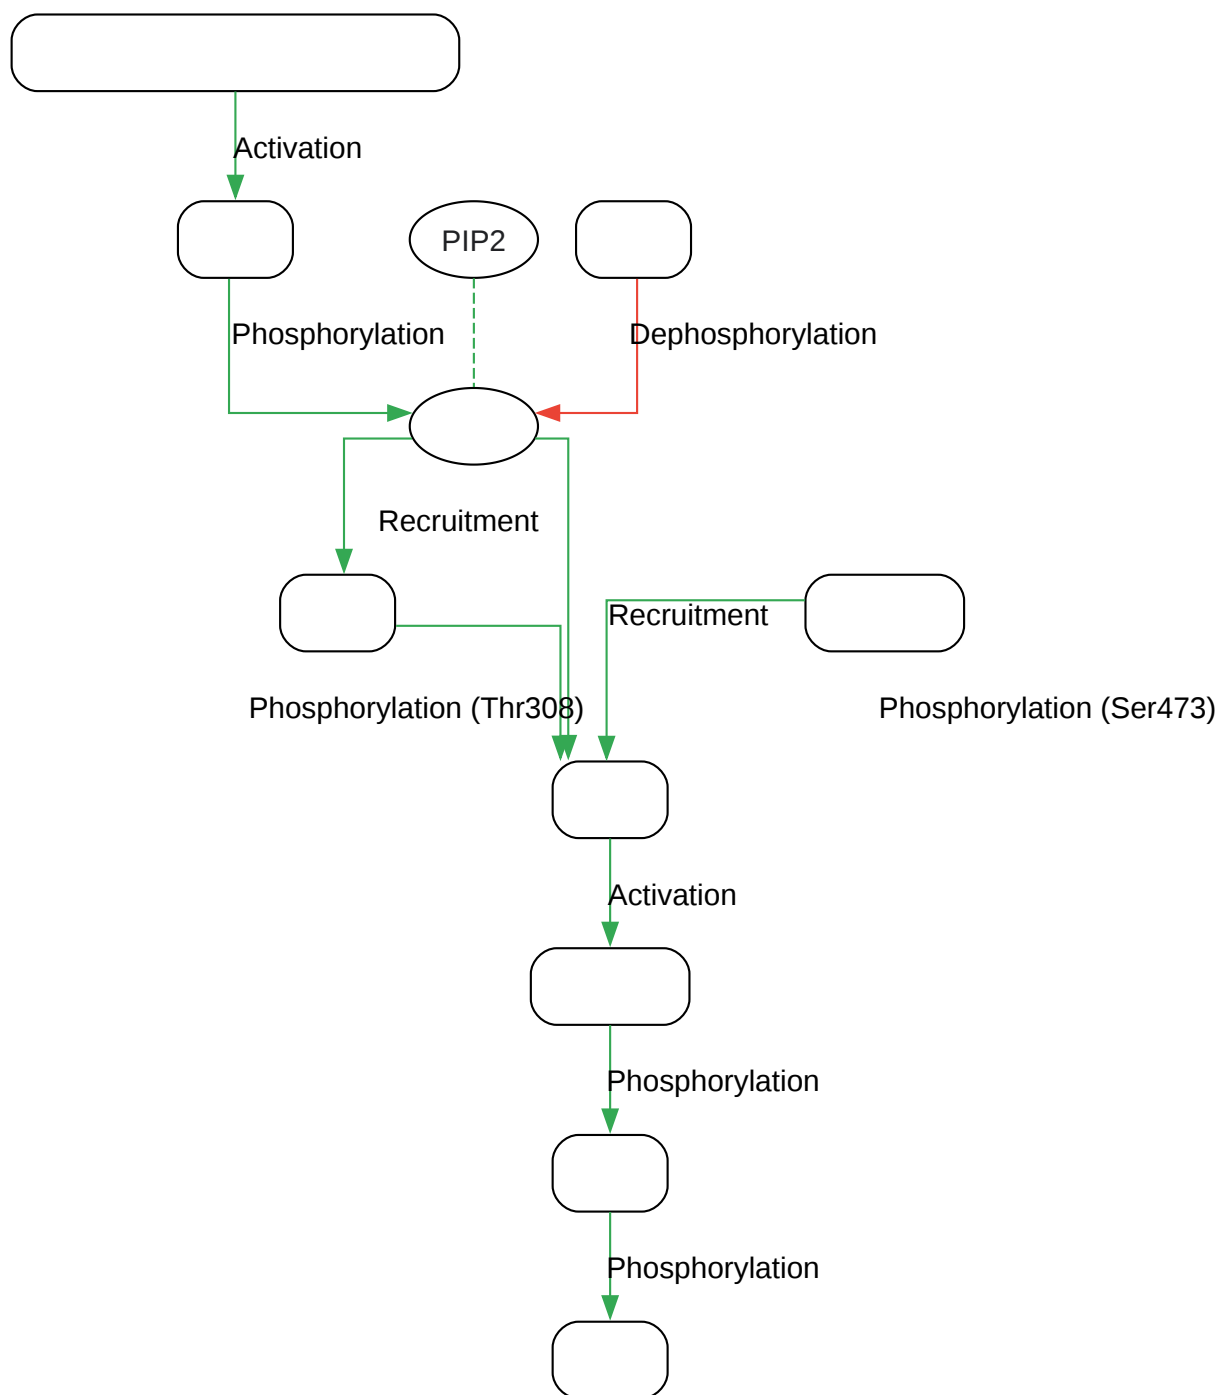 Activation
PIP2
Phosphorylation
Dephosphorylation
Recruitment
Recruitment
Phosphorylation (Thr308)
Phosphorylation (Ser473)
Activation
Phosphorylation
Phosphorylation